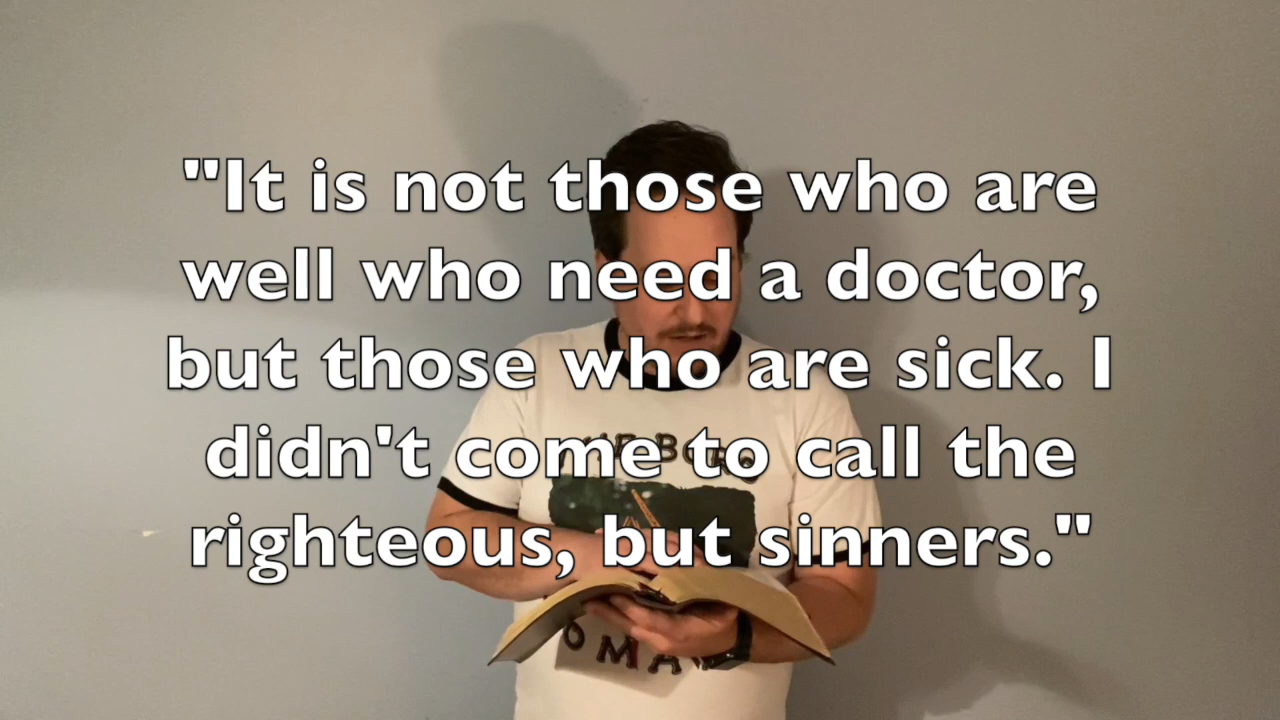 "It is not those who are
well who need a doctor,
but those who are sick. I
didn't come to call the
righteous, but sinners."